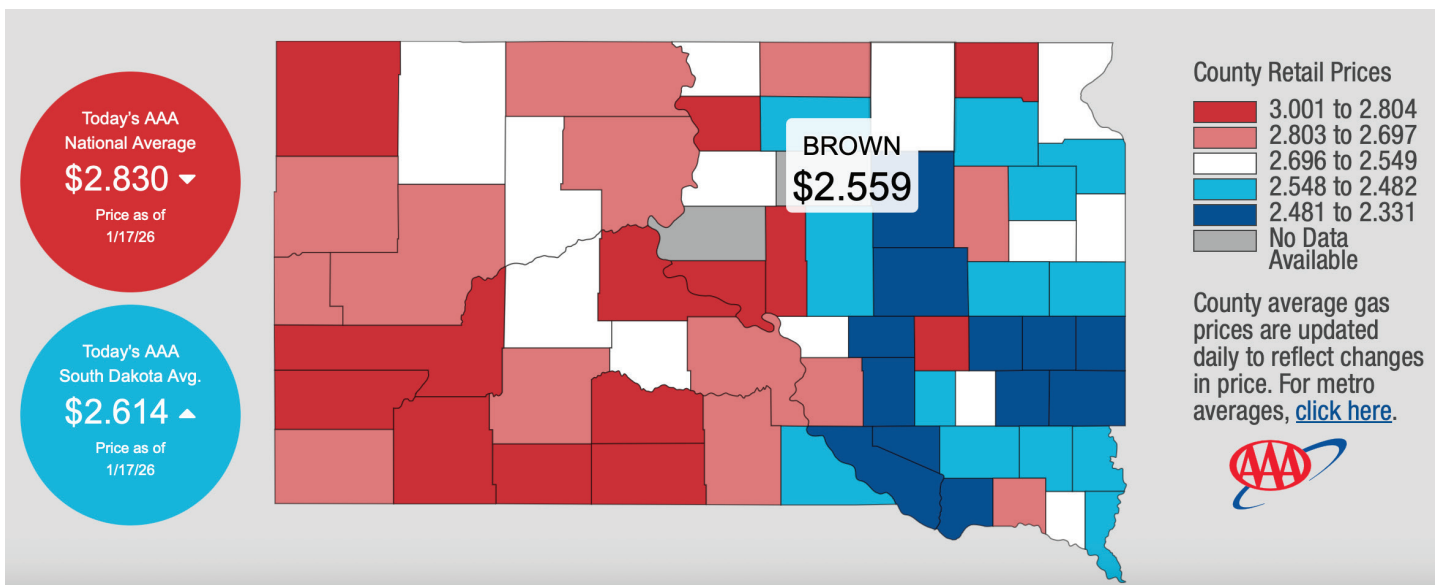 Today's AAA
National Average
$2.830
Price as of
1/17/26
Today's AAA
South Dakota Avg.
$2.614
Price as of
1/17/26
BROWN
$2.559
County Retail Prices
3.001 to 2.804
2.803 to 2.697
2.696 to 2.549
2.548 to 2.482
2.481 to 2.331
No Data
Available
County average gas
prices are updated
daily to reflect changes
in price. For metro
averages, click here.
AAA